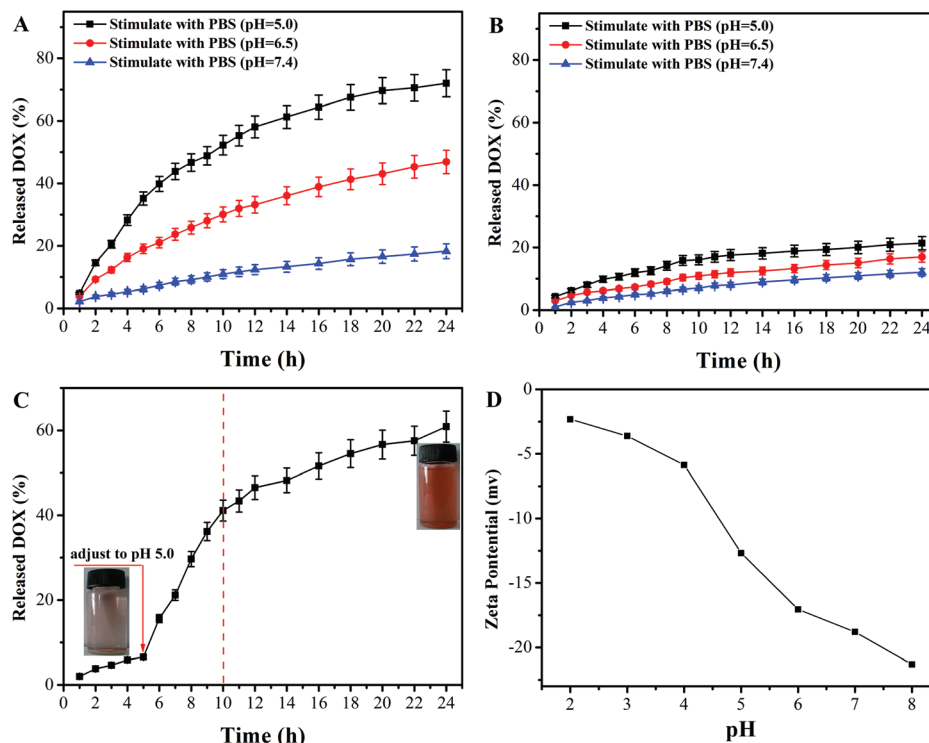 A
Stimulate with PBS (pH=5.0)
Stimulate with PBS (pH=6.5)
Stimulate with PBS (pH=7.4)
80
60
40
20
0
Released DOX (%)
0 2 4 6 8 10 12 14 16 18 20 22 24
Time (h)
B
Stimulate with PBS (pH=5.0)
Stimulate with PBS (pH=6.5)
Stimulate with PBS (pH=7.4)
80
60
40
20
0
Released DOX (%)
0 2 4 6 8 10 12 14 16 18 20 22 24
Time (h)
C
60
40
20
0
Released DOX (%)
adjust to pH 5.0
0 2 4 6 8 10 12 14 16 18 20 22 24
Time (h)
D
0
-5
-10
-15
-20
Zeta Pontential (mv)
2 3 4 5 6 7 8
pH